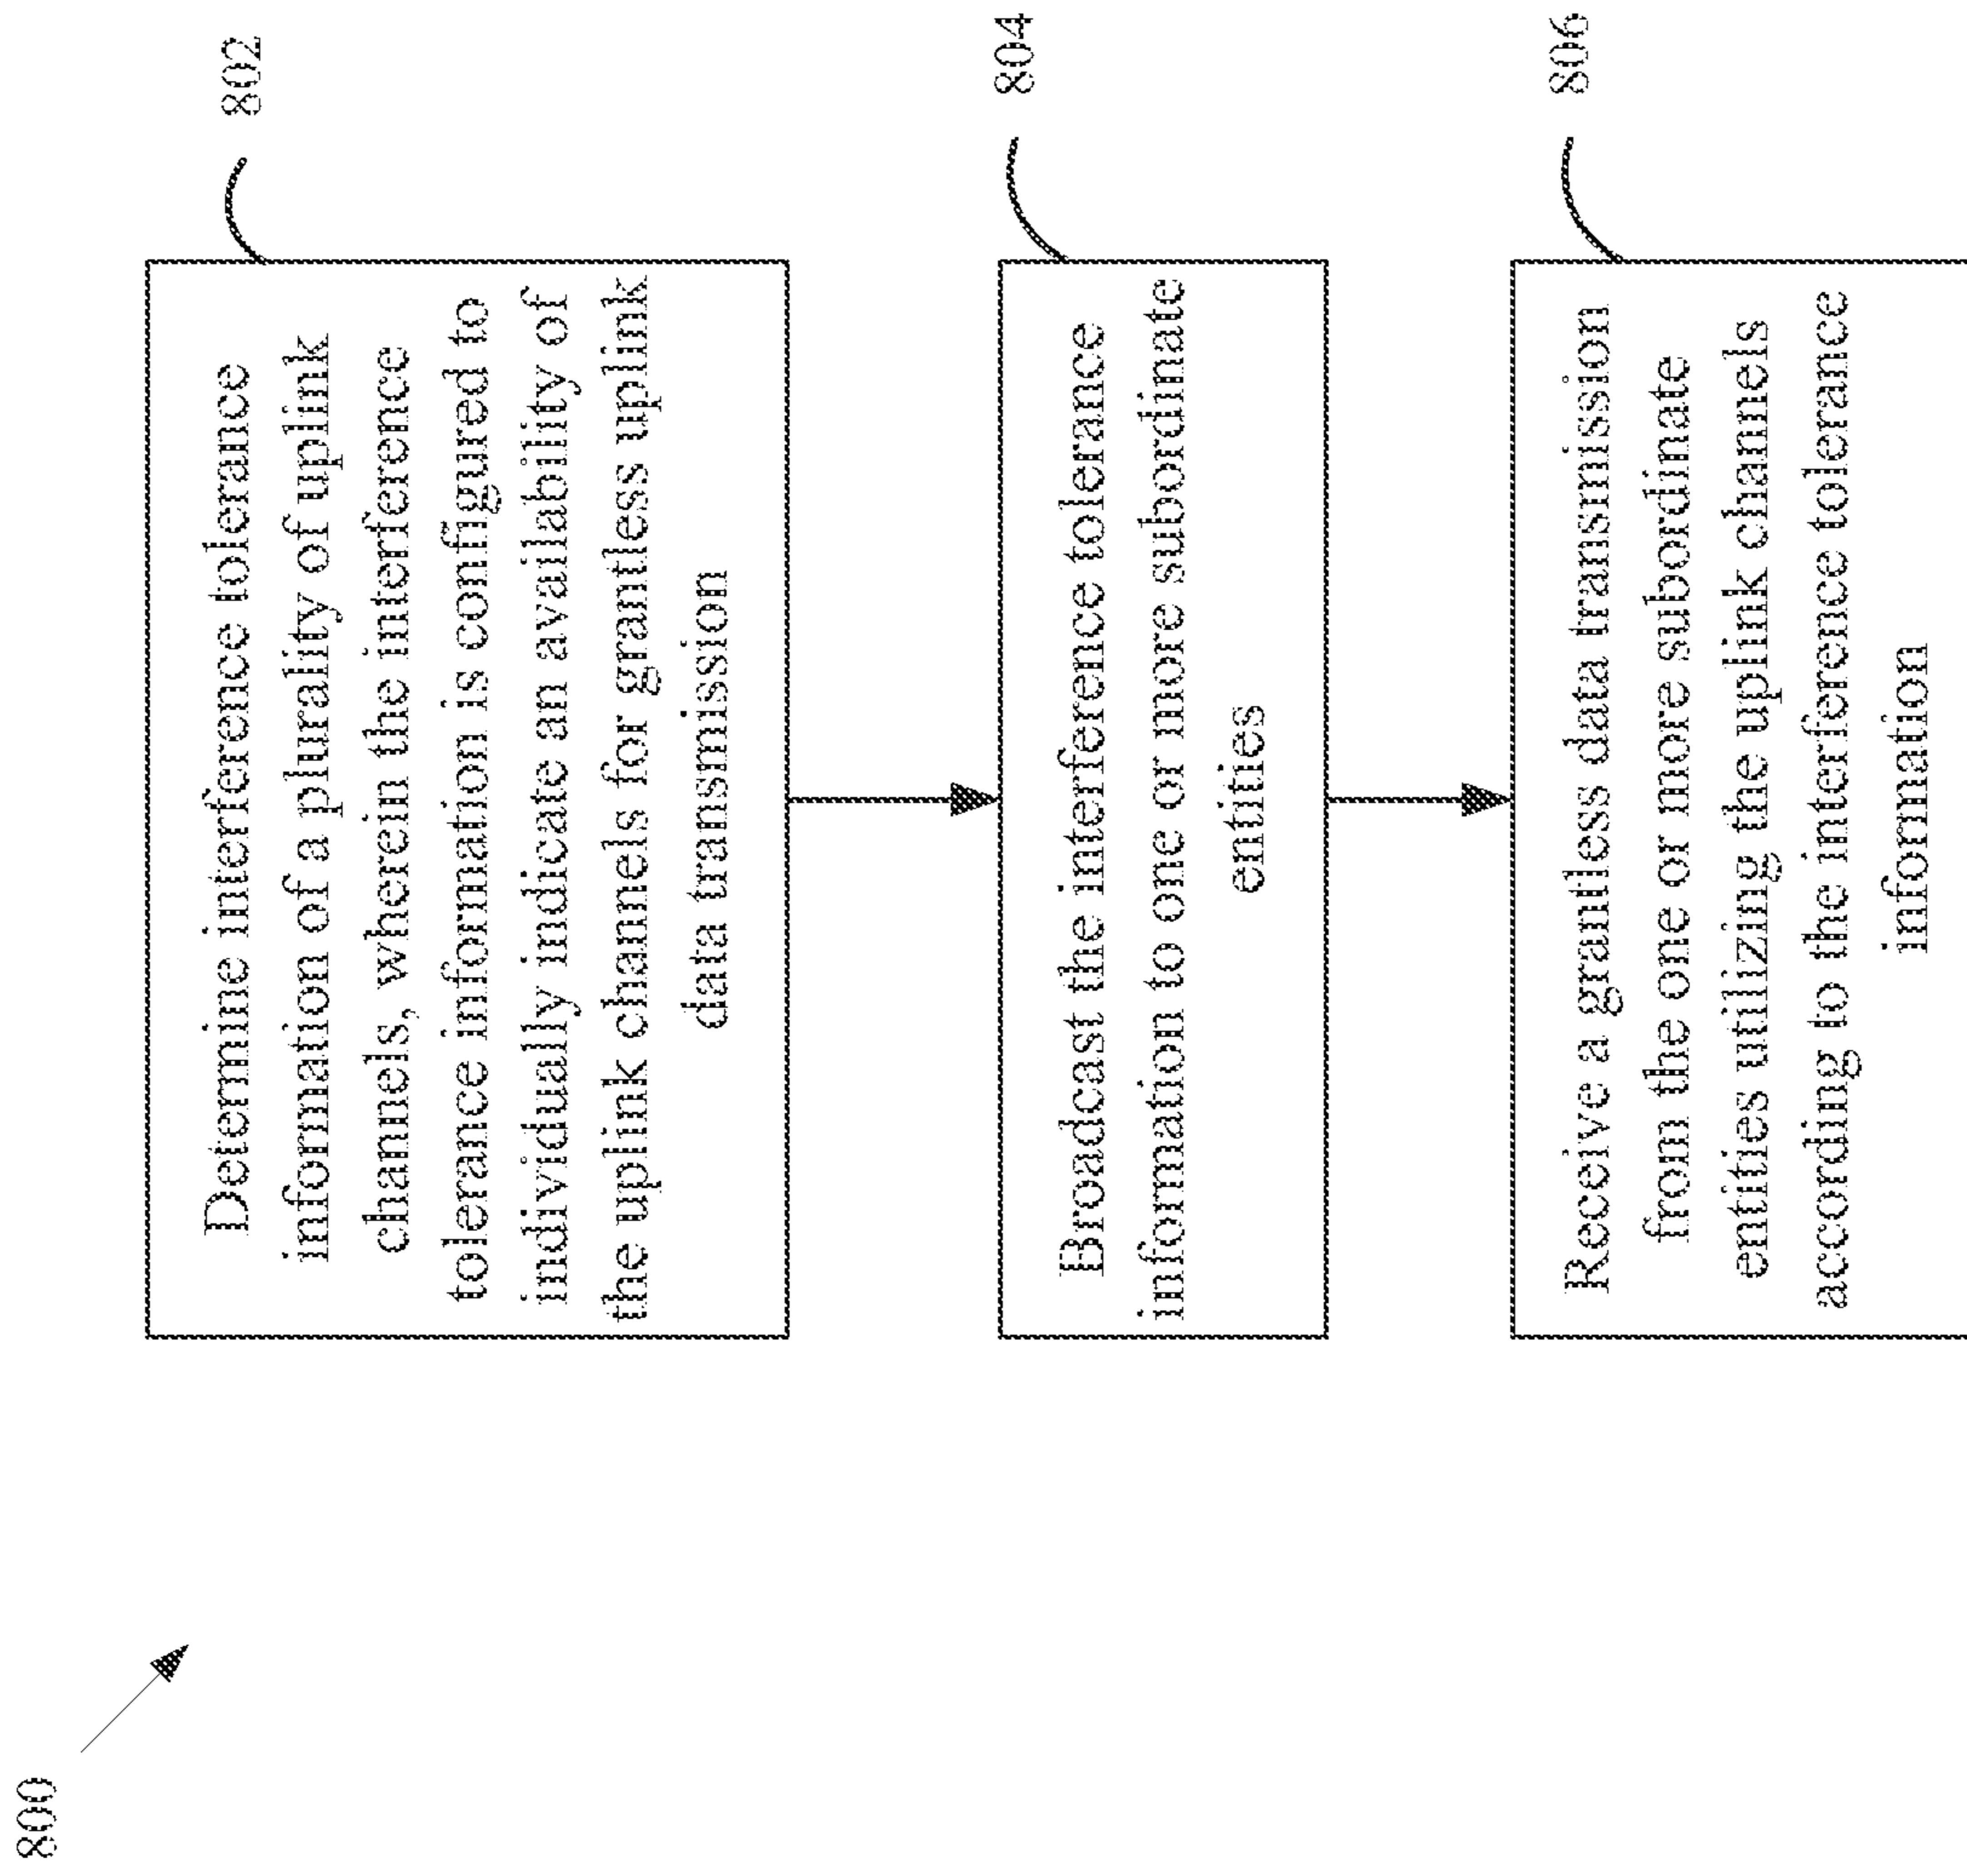 800
Determine interference tolerance
information of a plurality of uplink
channels, wherein the interference
tolerance information is configured to
individually indicate an availability of
the uplink channels for grantless uplink
data transmission
802
Broadcast the interference tolerance
information to one or more subordinate
entities
804
Receive a grantless data transmission
from the one or more subordinate
entities utilizing the uplink channels
according to the interference tolerance
information
806